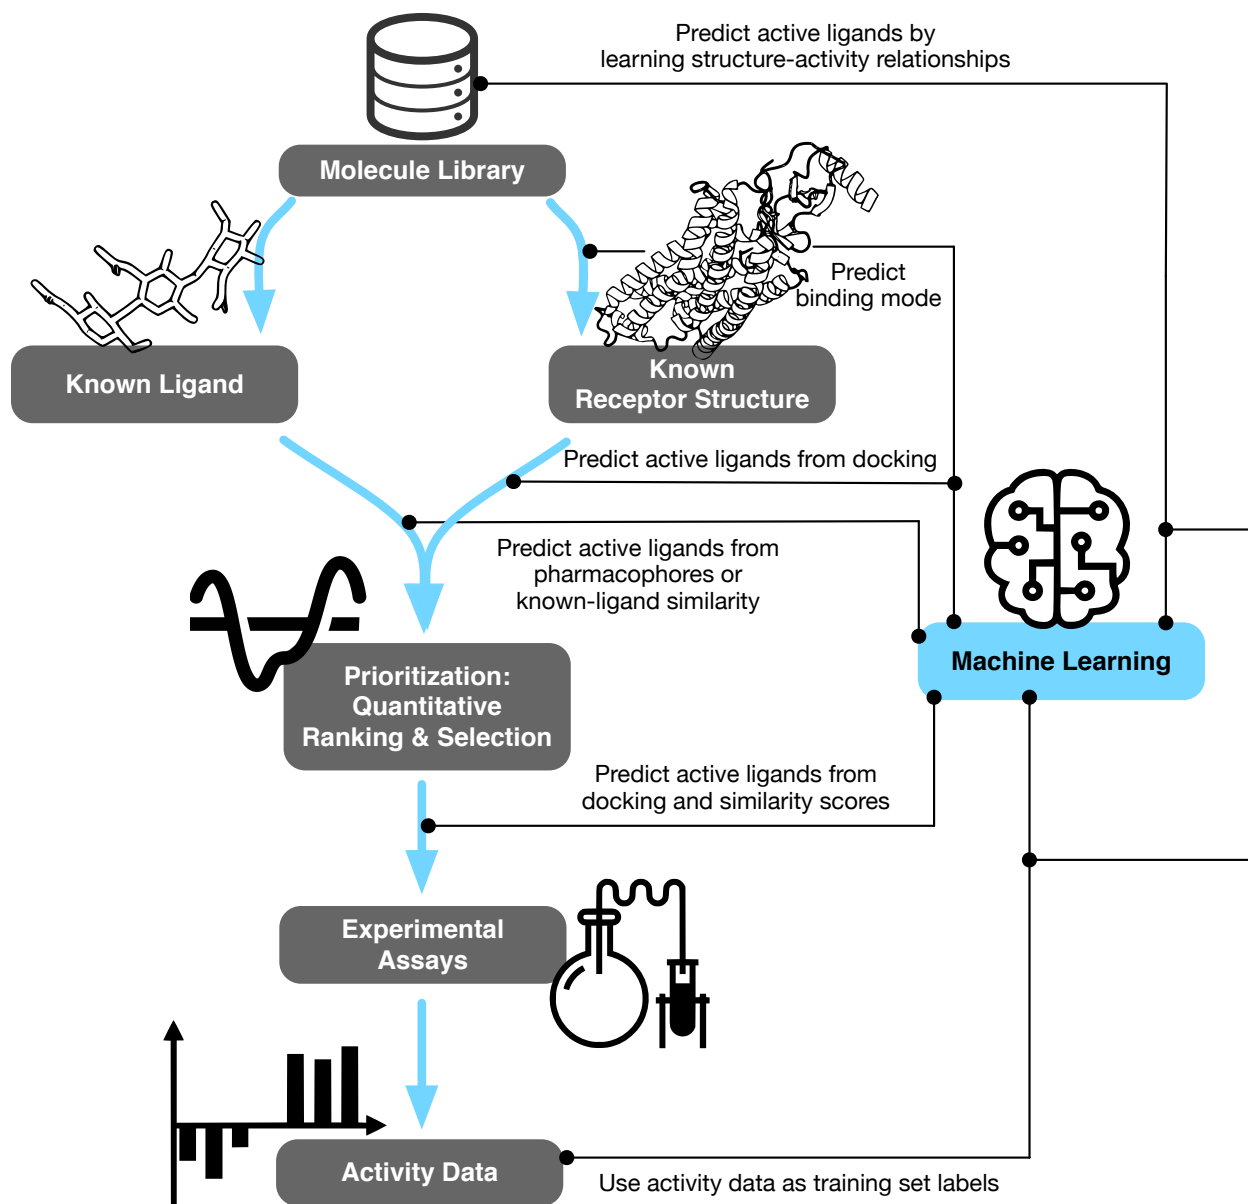 Predict active ligands by
learning structure-activity relationships
Molecule Library
Predict
binding mode
Known Ligand
Known
Receptor Structure
Predict active ligands from docking
Predict active ligands from
pharmacophores or
known-ligand similarity
Machine Learning
Prioritization:
Quantitative
Ranking & Selection
Predict active ligands from
docking and similarity scores
Experimental
Assays
Activity Data
Use activity data as training set labels